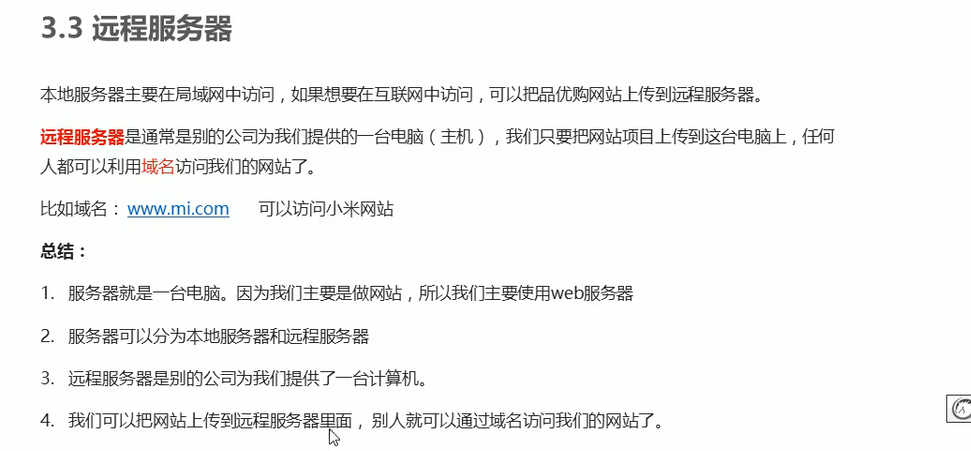 3.3 远程服务器
本地服务器主要在局域网中访问，如果想要在互联网中访问，可以把品优购网站上传到远程服务器。
远程服务器是通常是别的公司为我们提供的一台电脑（主机），我们只要把网站项目上传到这台电脑上，任何
人都可以利用域名访问我们的网站了。
比如域名：www.mi.com 可以访问小米网站
总结：
1. 服务器就是一台电脑。因为我们主要是做网站，所以我们主要使用web服务器
2. 服务器可以分为本地服务器和远程服务器
3. 远程服务器是别的公司为我们提供了一台计算机。
4. 我们可以把网站上传到远程服务器里面，别人就可以通过域名访问我们的网站了。